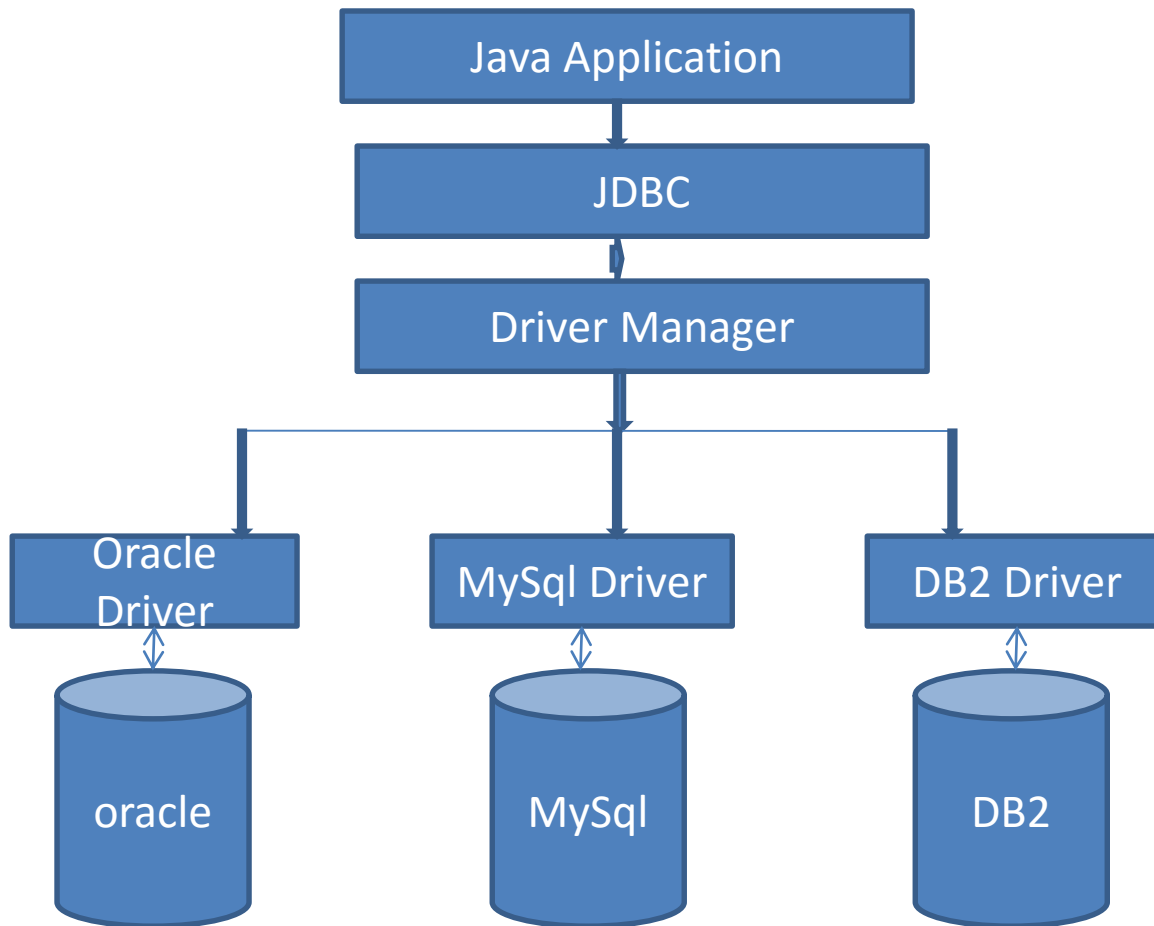 Java Application
JDBC
Driver Manager
Oracle
Driver
MySql Driver
DB2 Driver
oracle
MySql
DB2